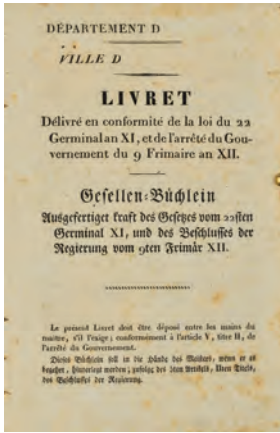 DÉPARTEMENT D
VILLE D
LIVRET
Délivré en conformité de la loi du 22
Germinal an XI, et de l'arrêté du Gou-
vernement du 9 Frimaire an XII.
Gesellen-Büchlein
Ausgefertiget kraft des Gesetzes vom 22sten
Germinal XI, und des Beschlusses der
Regierung vom 9ten Frimär XII.
Le présent Livret doit être déposé entre les mains du
maître, s'il l'exige; conformément à l'article V, titre II, de
l'arrêté du Gouvernement.
Dieses Büchlein soll in die Hände des Meisters, wenn er es
begehrt, hinterlegt werden; zufolge des 5ten Artikels, IIten Titels,
des Beschlusses der Regierung.